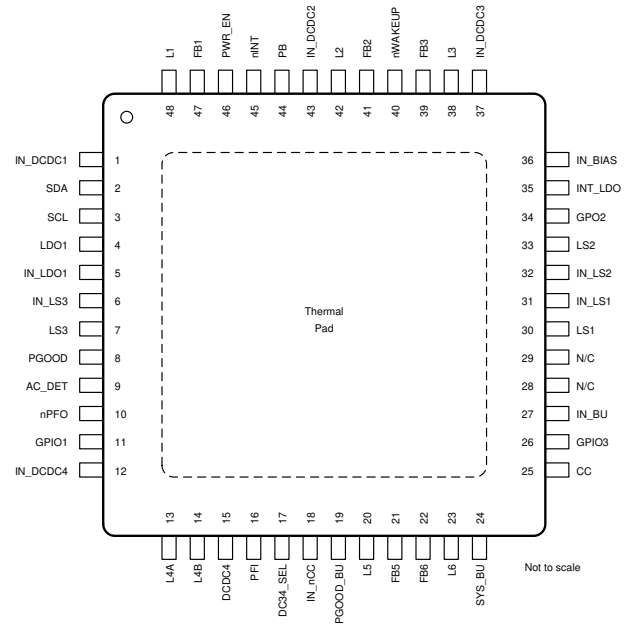 L1
FB1
PWR_EN
nINT
PB
IN_DCDC2
L2
FB2
nWAKEUP
FB3
L3
IN_DCDC3
48
47
46
45
44
43
42
41
40
39
38
37
IN_DCDC1 1
SDA 2
SCL 3
LDO1 4
IN_LDO1 5
IN_LS3 6
LS3 7
PGOOD 8
AC_DET 9
nPFO 10
GPIO1 11
IN_DCDC4 12
Thermal
Pad
36 IN_BIAS
35 INT_LDO
34 GPO2
33 LS2
32 IN_LS2
31 IN_LS1
30 LS1
29 N/C
28 N/C
27 IN_BU
26 GPIO3
25 CC
13
14
15
16
17
18
19
20
21
22
23
24
L4A
L4B
DCDC4
PFI
DC34_SEL
IN_nCC
PGOOD_BU
L5
FB5
FB6
L6
SYS_BU
Not to scale